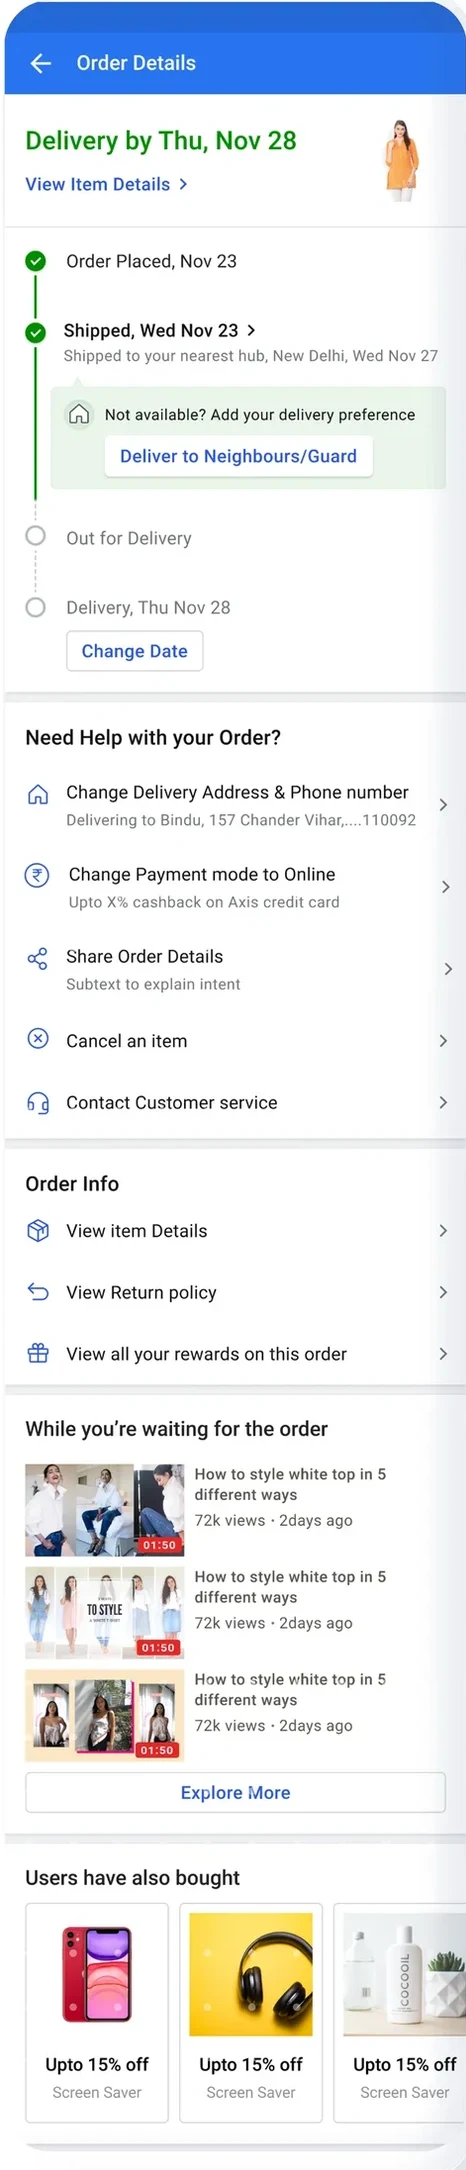 Order Details
Delivery by Thu, Nov 28
View Item Details
Order Placed, Nov 23
Shipped, Wed Nov 23
Shipped to your nearest hub, New Delhi, Wed Nov 27
Not available? Add your delivery preference
Deliver to Neighbours/Guard
Out for Delivery
Delivery, Thu Nov 28
Change Date
Need Help with your Order?
Change Delivery Address & Phone number
Delivering to Bindu, 157 Chander Vihar,....110092
Change Payment mode to Online
Upto X% cashback on Axis credit card
Share Order Details
Subtext to explain intent
Cancel an item
Contact Customer service
Order Info
View item Details
View Return policy
View all your rewards on this order
While you’re waiting for the order
How to style white top in 5
different ways
72k views · 2days ago
01:50
How to style white top in 5
different ways
72k views · 2days ago
TO STYLE
01:50
How to style white top in 5
different ways
72k views · 2days ago
01:50
Explore More
Users have also bought
COCOOIL
Upto 15% off
Screen Saver
Upto 15% off
Screen Saver
Upto 15% off
Screen Saver